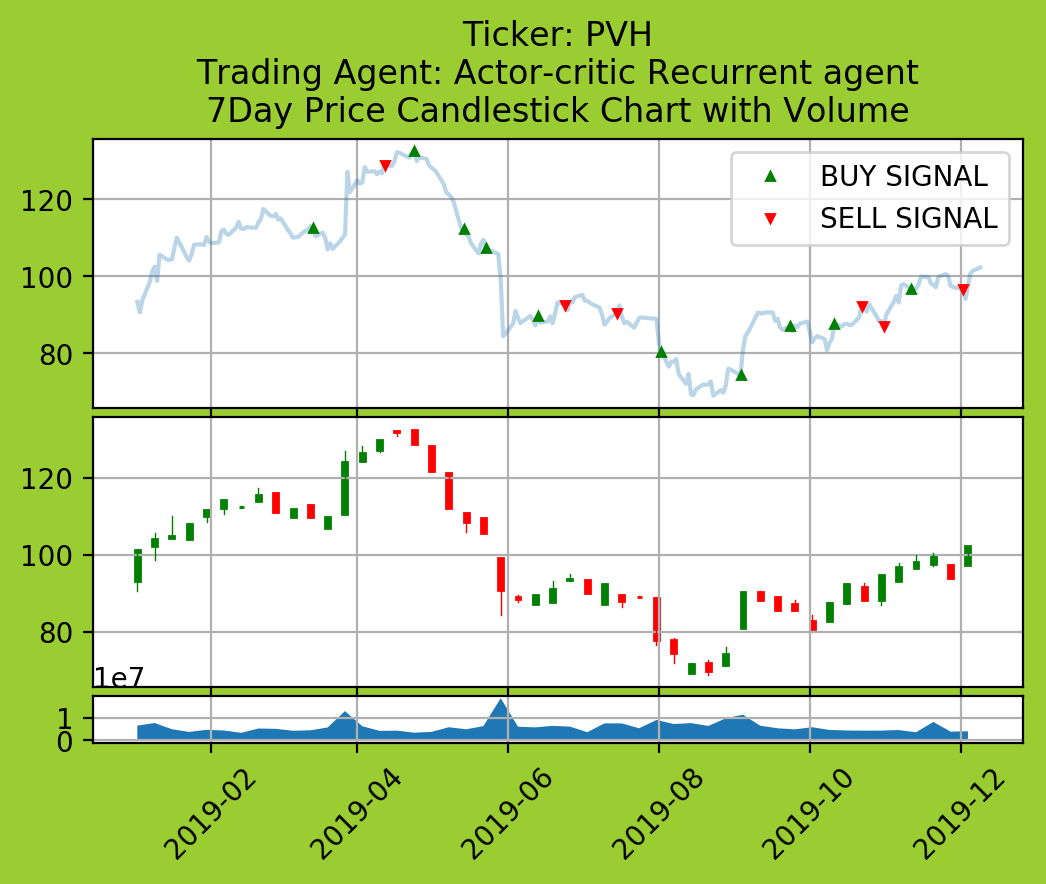 Ticker: PVH
Trading Agent: Actor-critic Recurrent agent
7Day Price Candlestick Chart with Volume
BUY SIGNAL
SELL SIGNAL
120
100
80
120
100
80
1e7
1
0
2019-02
2019-04
2019-06
2019-08
2019-10
2019-12